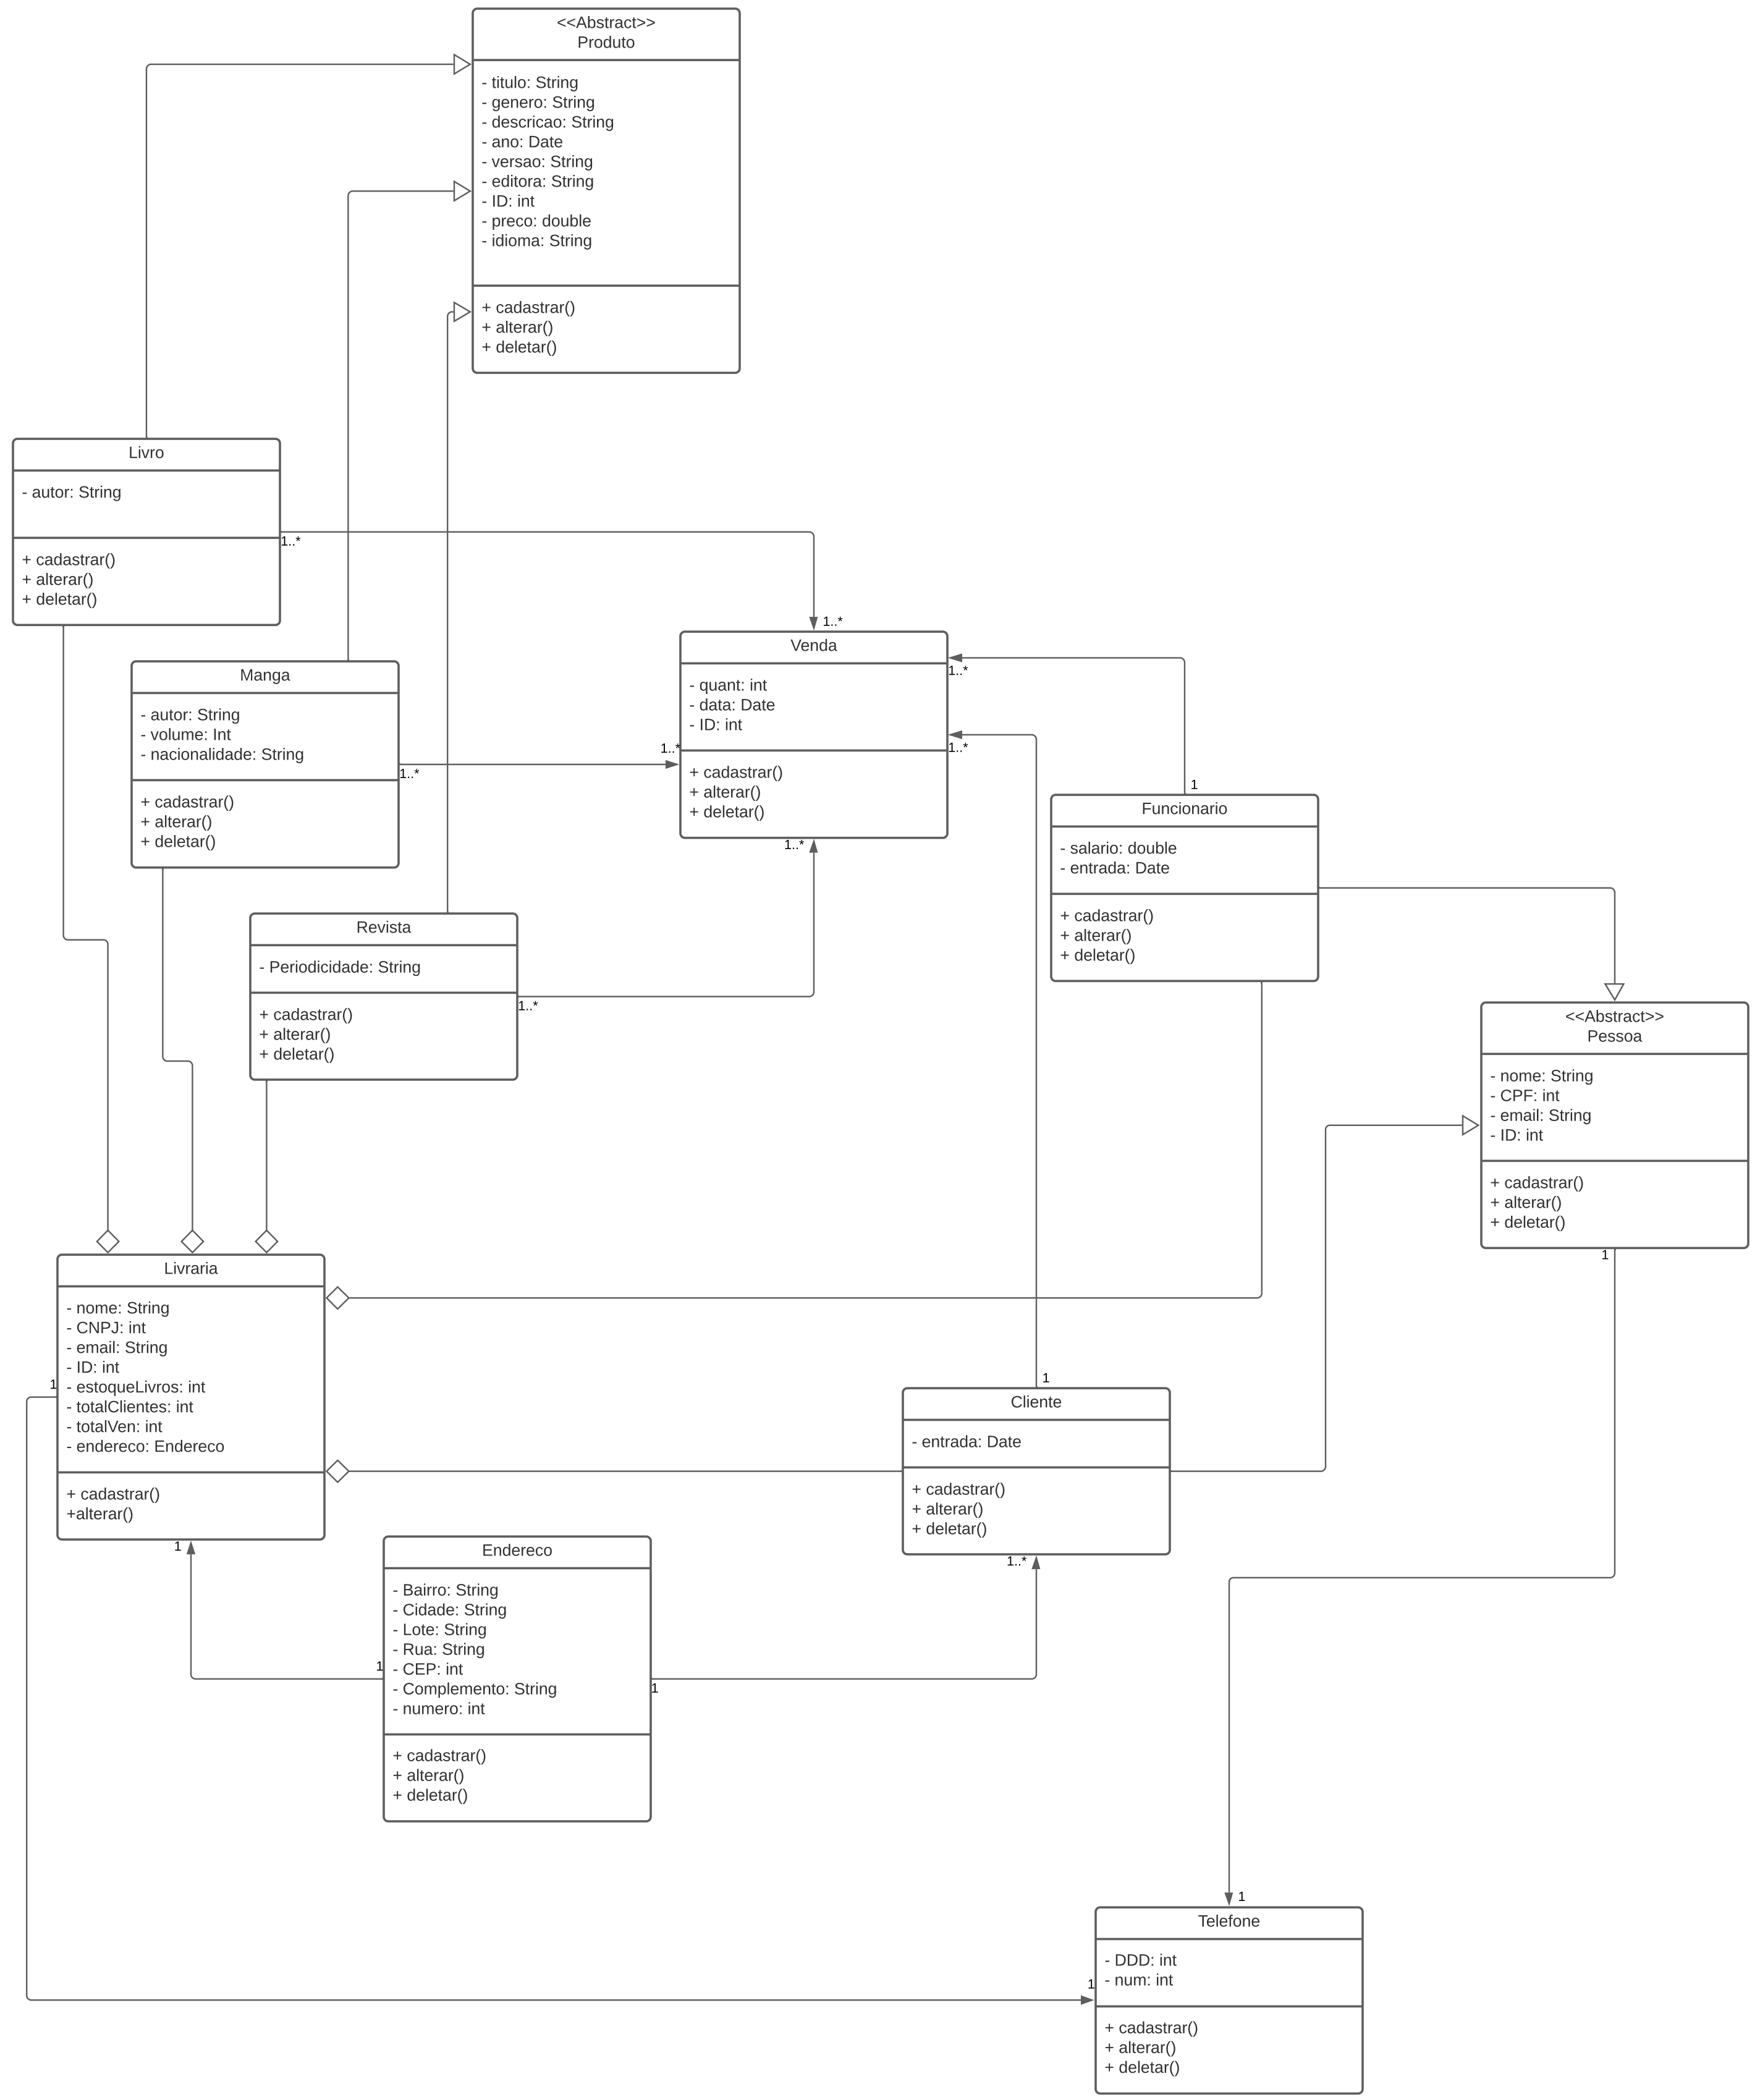 <<Abstract>>
Produto
- titulo: String
- genero: String
- descricao: String
- ano: Date
- versao: String
- editora: String
- ID: int
- preco: double
- idioma: String
+ cadastrar()
+ alterar()
+ deletar()
Livro
- autor: String
+ cadastrar()
+ alterar()
+ deletar()
1..*
1..*
Manga
- autor: String
- volume: Int
- nacionalidade: String
+ cadastrar()
+ alterar()
+ deletar()
1..*
1..*
Venda
- quant: int
- data: Date
- ID: int
+ cadastrar()
+ alterar()
+ deletar()
1..*
1..*
1..*
1
Funcionario
- salario: double
- entrada: Date
+ cadastrar()
+ alterar()
+ deletar()
Revista
- Periodicidade: String
+ cadastrar()
+ alterar()
+ deletar()
1..*
<<Abstract>>
Pessoa
- nome: String
- CPF: int
- email: String
- ID: int
+ cadastrar()
+ alterar()
+ deletar()
1
Livraria
- nome: String
- CNPJ: int
- email: String
- ID: int
- estoqueLivros: int
- totalClientes: int
- totalVen: int
- endereco: Endereco
+ cadastrar()
+alterar()
1
1
1
Cliente
- entrada: Date
+ cadastrar()
+ alterar()
+ deletar()
1..*
Endereco
- Bairro: String
- Cidade: String
- Lote: String
- Rua: String
- CEP: int
- Complemento: String
- numero: int
+ cadastrar()
+ alterar()
+ deletar()
1
1
1
Telefone
- DDD: int
- num: int
+ cadastrar()
+ alterar()
+ deletar()
1